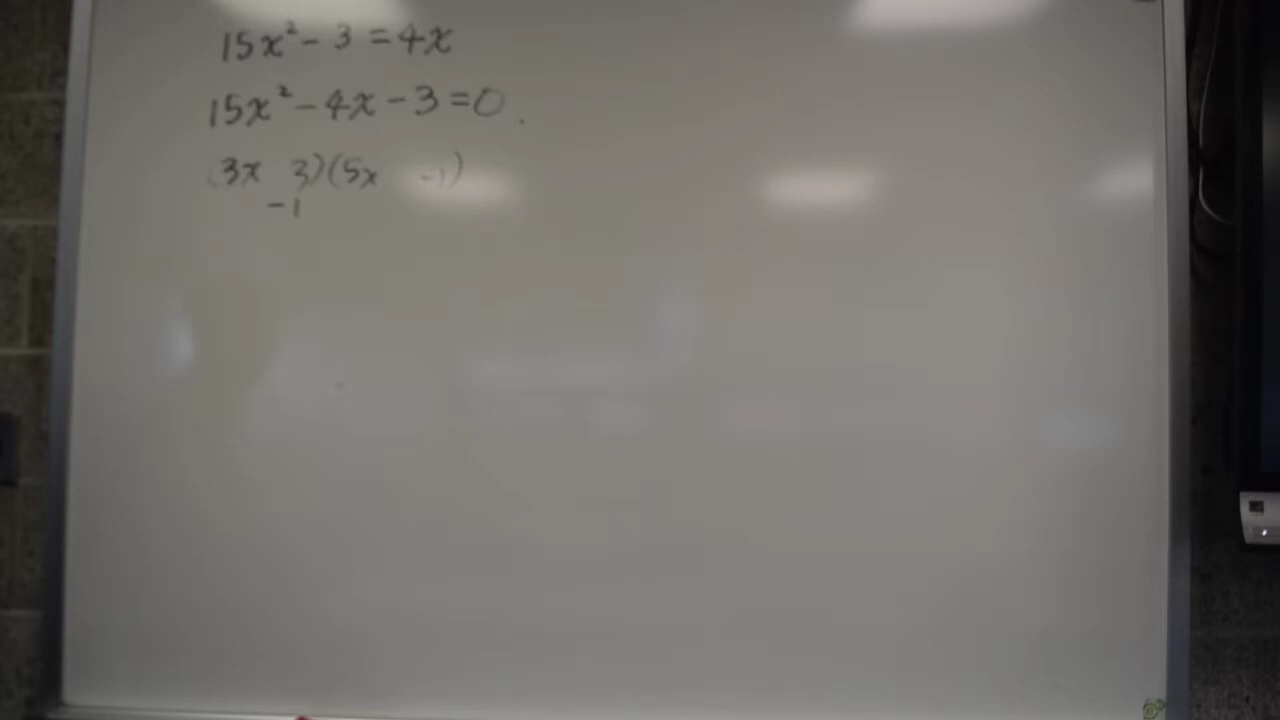 15x² - 3 = 4x
15x² - 4x - 3 = 0.
(3x 3)(5x -1)
-1